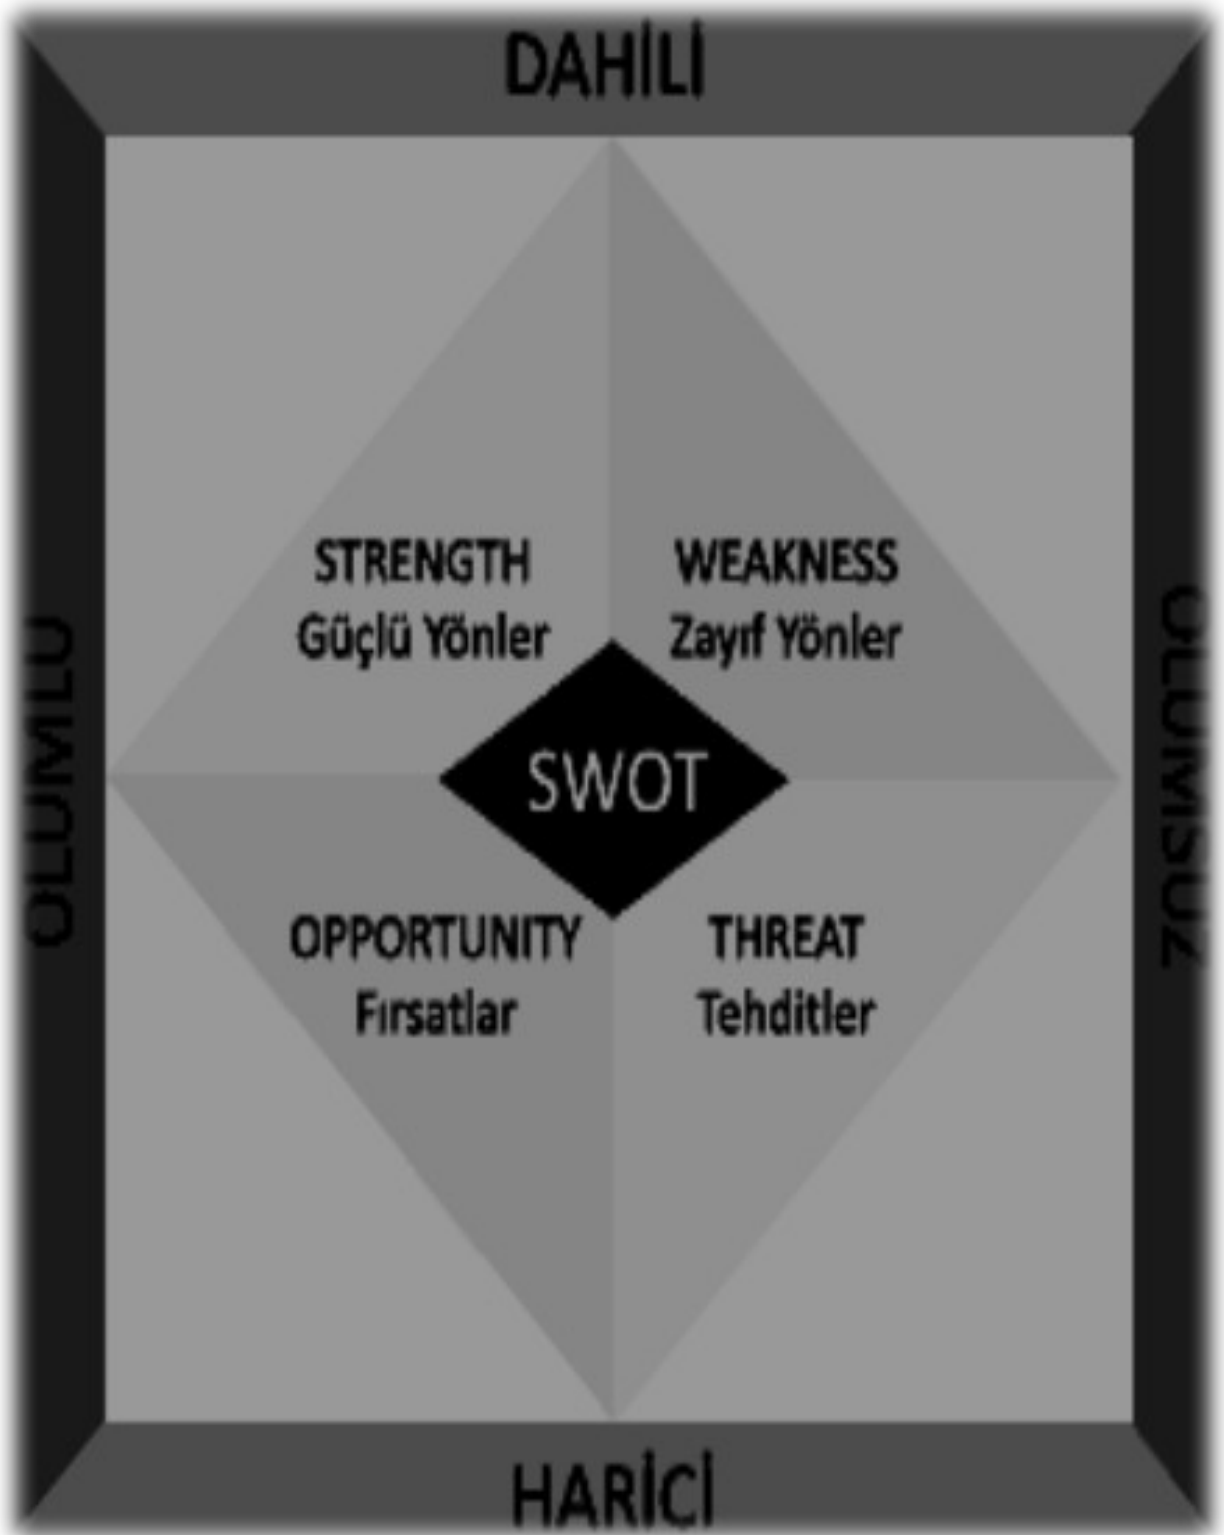 DAHİLİ
STRENGTH
Güçlü Yönler
WEAKNESS
Zayıf Yönler
OLUMLU
SWOT
OLUMSUZ
OPPORTUNITY
Fırsatlar
THREAT
Tehditler
HARİCİ